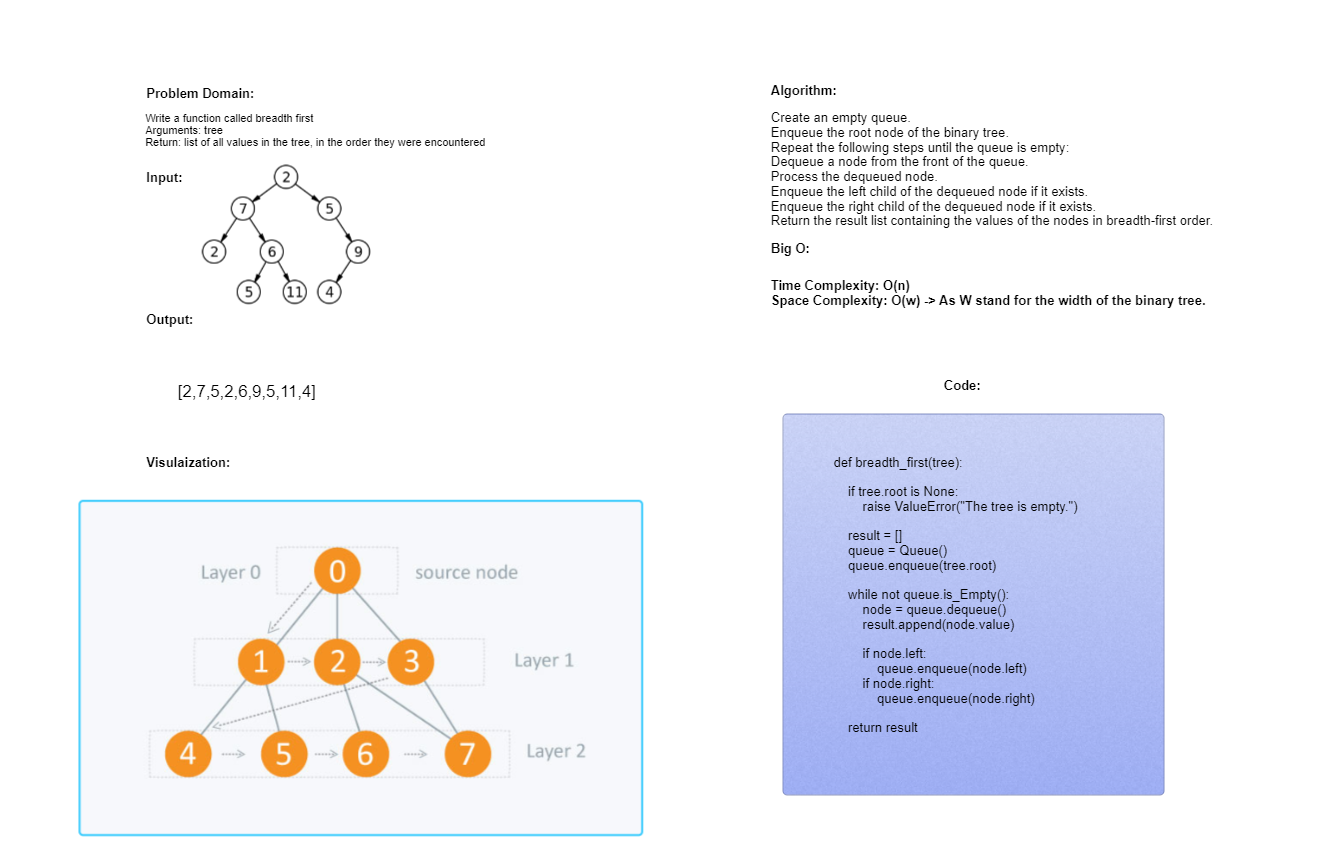 Problem Domain:
Write a function called breadth first
Arguments: tree
Return: list of all values in the tree, in the order they were encountered
Input:
2
7
5
2
6
9
5
11
4
Output:
[2,7,5,2,6,9,5,11,4]
Visulaization:
Layer 0
0
source node
1
2
3
Layer 1
4
5
6
7
Layer 2
Algorithm:
Create an empty queue.
Enqueue the root node of the binary tree.
Repeat the following steps until the queue is empty:
Dequeue a node from the front of the queue.
Process the dequeued node.
Enqueue the left child of the dequeued node if it exists.
Enqueue the right child of the dequeued node if it exists.
Return the result list containing the values of the nodes in breadth-first order.
Big O:
Time Complexity: O(n)
Space Complexity: O(w) -> As W stand for the width of the binary tree.
Code:
def breadth_first(tree):
if tree.root is None:
raise ValueError("The tree is empty.")
result = []
queue = Queue()
queue.enqueue(tree.root)
while not queue.is_Empty():
node = queue.dequeue()
result.append(node.value)
if node.left:
queue.enqueue(node.left)
if node.right:
queue.enqueue(node.right)
return result